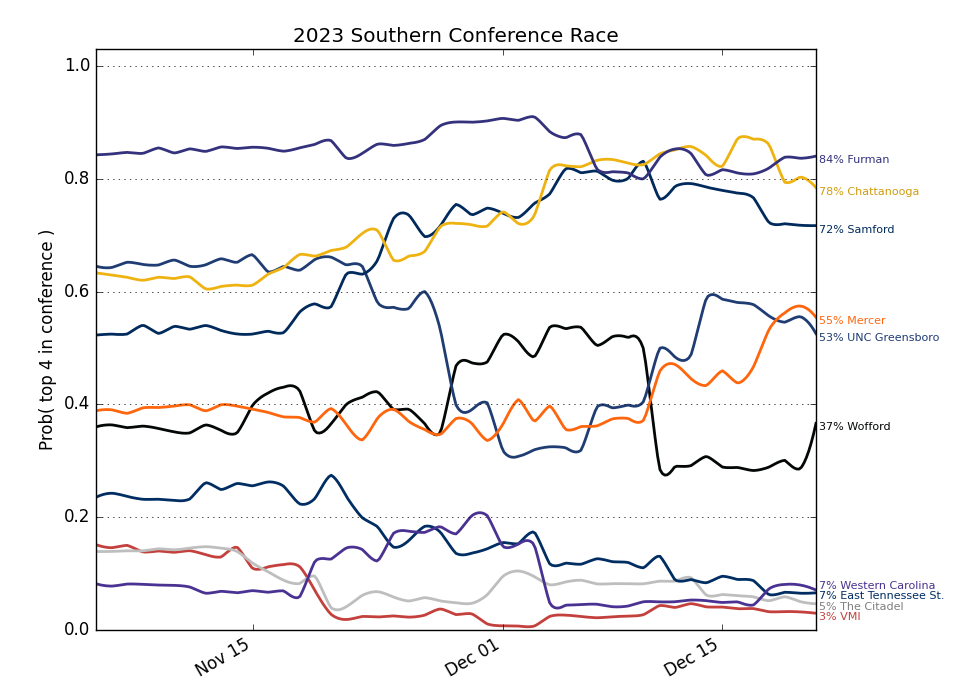 2023 Southern Conference Race
Prob( top 4 in conference )
1.0
0.8
0.6
0.4
0.2
0.0
Nov 15
Dec 01
Dec 15
84% Furman
78% Chattanooga
72% Samford
55% Mercer
53% UNC Greensboro
37% Wofford
7% Western Carolina
7% East Tennessee St.
5% The Citadel
3% VMI